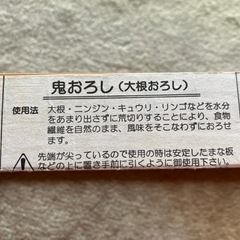 鬼おろし（大根おろし）
使用法 大根・ニンジン・キュウリ・リンゴなどを水分
をあまり出さずに荒切りすることにより、食物
繊維を自然のまま、風味をそこなわずにおろせ
ます。
先端が尖っているので使用の時は安定したまな板
などの上に置き手前に引くように御使用下さい。